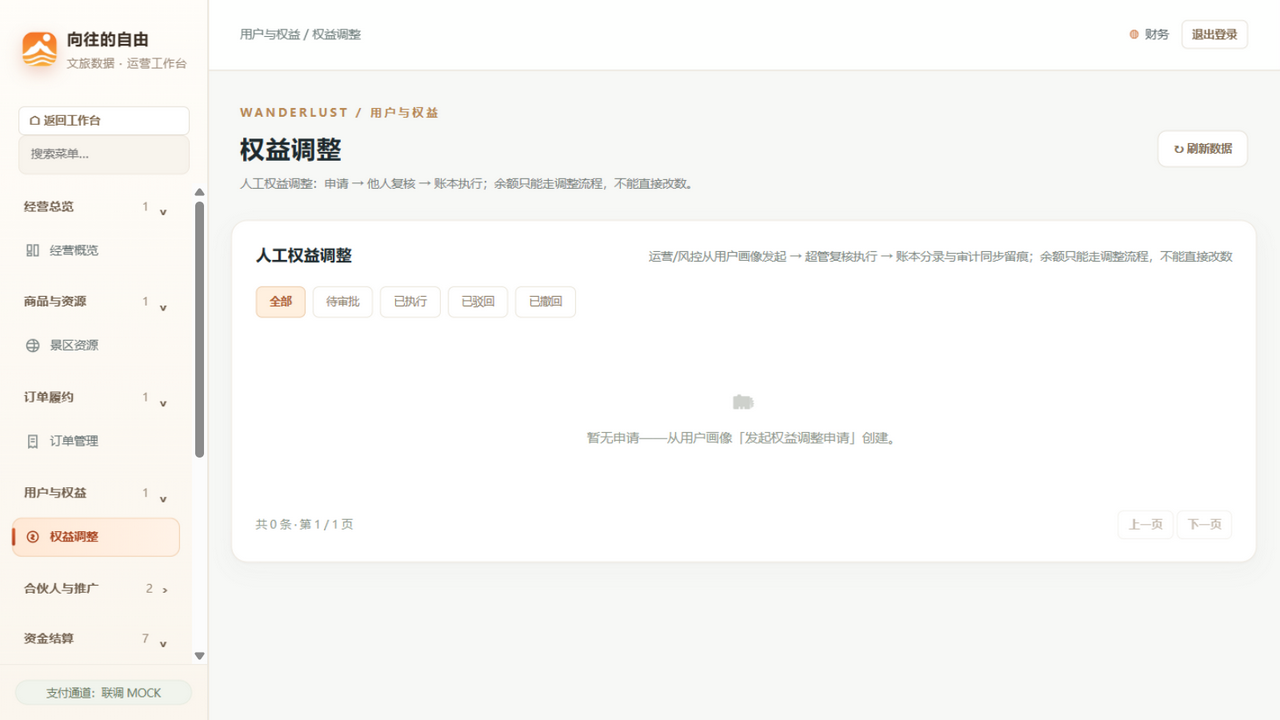 向往的自由
文旅数据 · 运营工作台
返回工作台
搜索菜单...
经营总览 1
经营概览
商品与资源 1
景区资源
订单履约 1
订单管理
用户与权益 1
权益调整
合伙人与推广 2
资金结算 7
支付通道：联调 MOCK
用户与权益 / 权益调整
财务
退出登录
WANDERLUST / 用户与权益
权益调整
人工权益调整：申请 → 他人复核 → 账本执行；余额只能走调整流程，不能直接改数。
↻ 刷新数据
人工权益调整
运营/风控从用户画像发起 → 超管复核执行 → 账本分录与审计同步留痕；余额只能走调整流程，不能直接改数
全部 待审批 已执行 已驳回 已撤回
暂无申请——从用户画像「发起权益调整申请」创建。
共 0 条 · 第 1 / 1 页
上一页 下一页